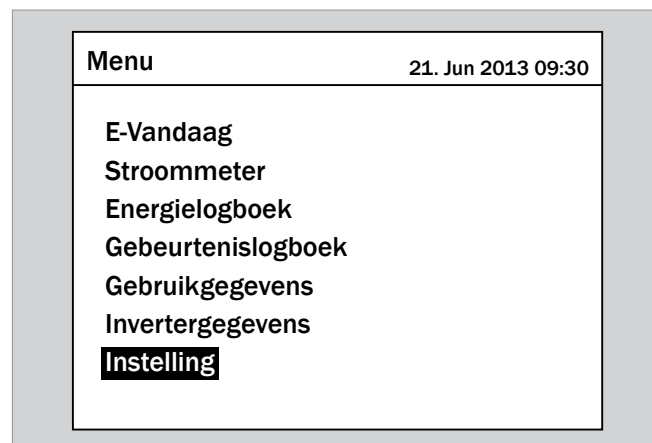 Menu
21. Jun 2013 09:30
E-Vandaag
Stroommeter
Energielogboek
Gebeurtenislogboek
Gebruikgegevens
Invertergegevens
Instelling